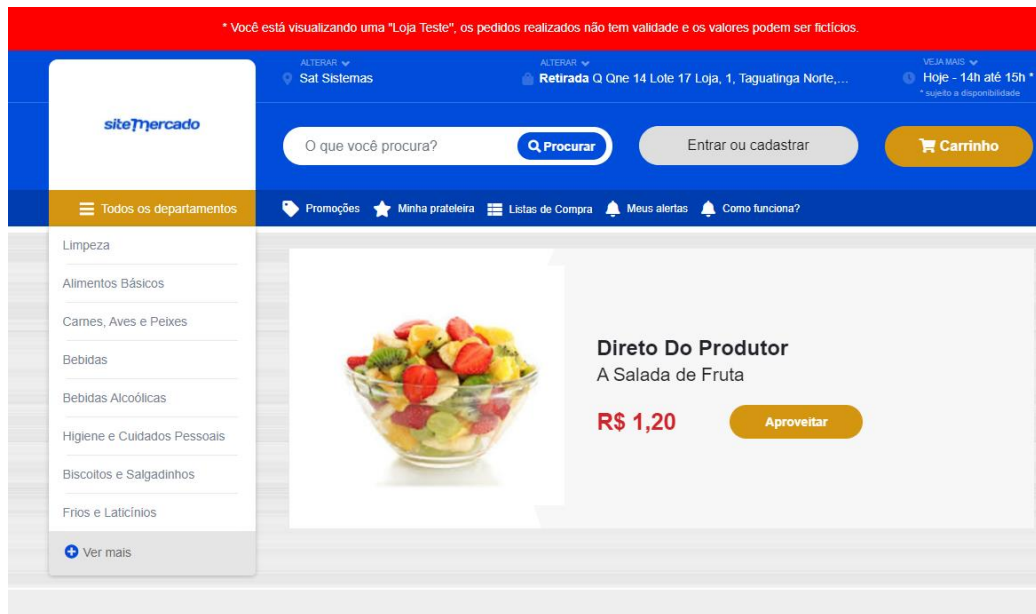 * Você está visualizando uma "Loja Teste", os pedidos realizados não tem validade e os valores podem ser fictícios.
ALTERAR
Sat Sistemas
ALTERAR
Retirada Q Qne 14 Lote 17 Loja, 1, Taguatinga Norte,...
VEJA MAIS
Hoje - 14h até 15h *
* sujeito a disponibilidade
siteMercado
O que você procura?
Procurar
Entrar ou cadastrar
Carrinho
Todos os departamentos
Promoções
Minha prateleira
Listas de Compra
Meus alertas
Como funciona?
Limpeza
Alimentos Básicos
Carnes, Aves e Peixes
Bebidas
Bebidas Alcoólicas
Higiene e Cuidados Pessoais
Biscoitos e Salgadinhos
Frios e Laticínios
Ver mais
Direto Do Produtor
A Salada de Fruta
R$ 1,20
Aproveitar